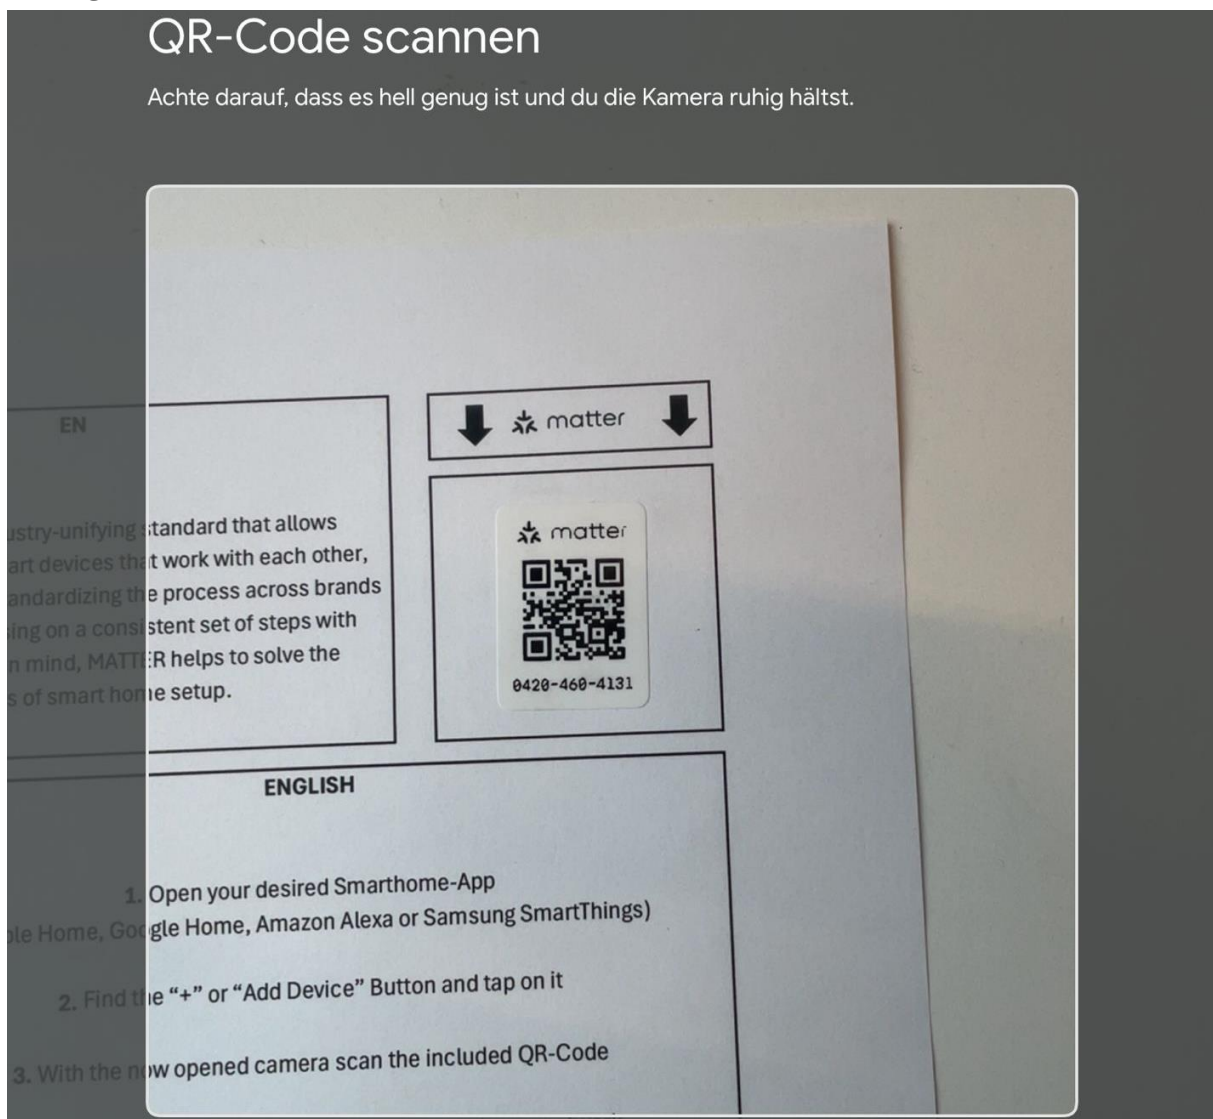 QR-Code scannen
Achte darauf, dass es hell genug ist und du die Kamera ruhig hältst.
matter
EN
ustry-unifying standard that allows
art devices that work with each other,
andardizing the process across brands
ing on a consistent set of steps with
n mind, MATTER helps to solve the
s of smart home setup.
matter
0420-460-4131
ENGLISH
1. Open your desired Smarthome-App
ple Home, Google Home, Amazon Alexa or Samsung SmartThings)
2. Find the “+” or “Add Device” Button and tap on it
3. With the now opened camera scan the included QR-Code